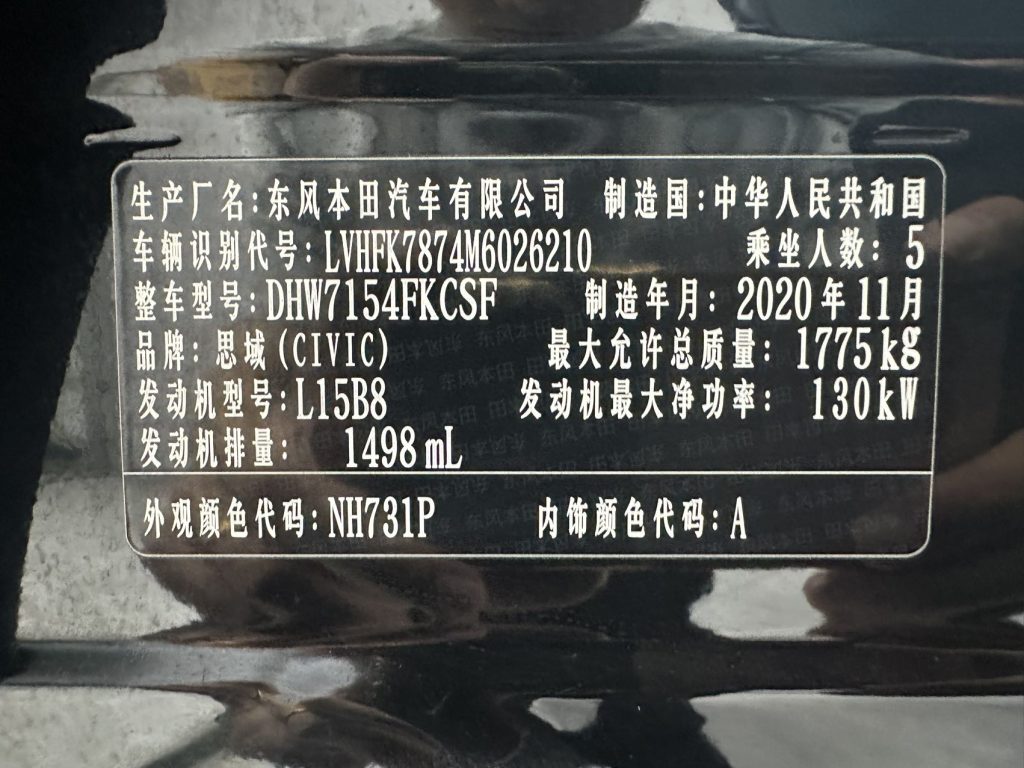 生产厂名:东风本田汽车有限公司 制造国:中华人民共和国
车辆识别代号:LVHFK7874M6026210 乘坐人数: 5
整车型号:DHW7154FKCSF 制造年月: 2020年11月
品牌: 思域(CIVIC) 最大允许总质量: 1775kg
发动机型号:L15B8 发动机最大净功率: 130kW
发动机排量: 1498mL
外观颜色代码:NH731P 内饰颜色代码:A